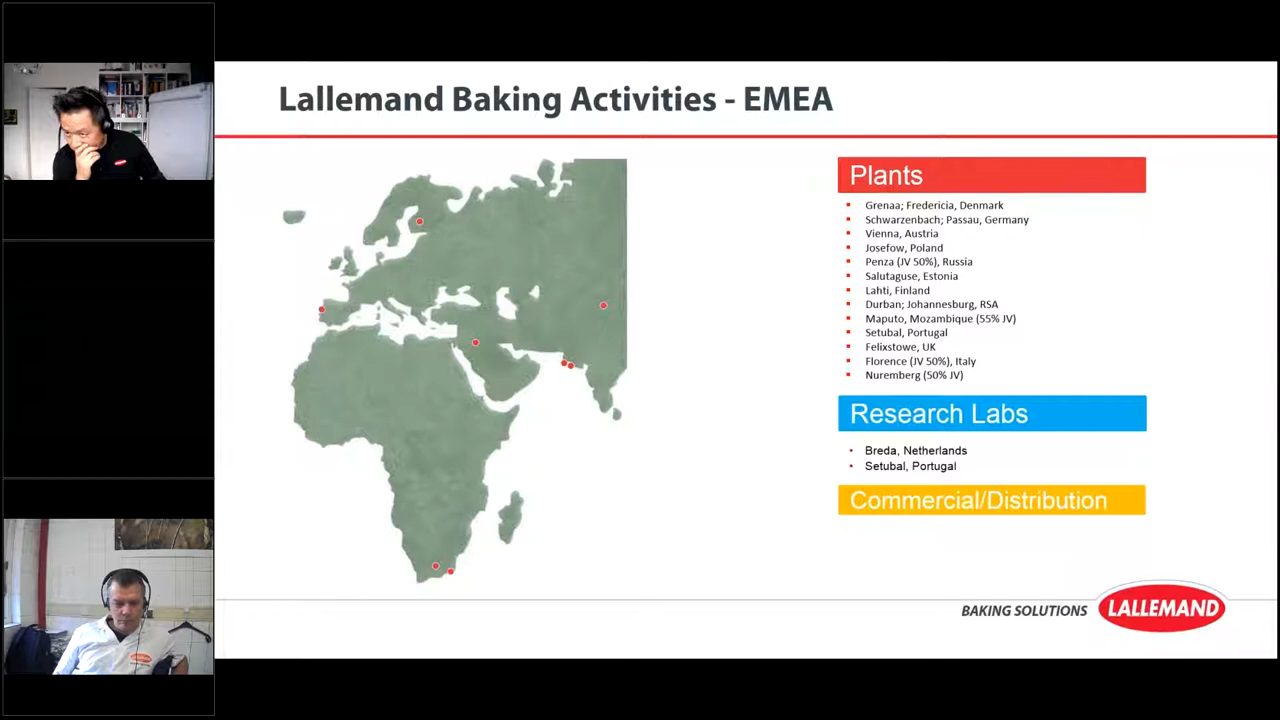 Lallemand Baking Activities - EMEA
Plants
Grenaa; Fredericia, Denmark
Schwarzenbach; Passau, Germany
Vienna, Austria
Josefow, Poland
Penza (JV 50%), Russia
Salutaguse, Estonia
Lahti, Finland
Durban; Johannesburg, RSA
Maputo, Mozambique (55% JV)
Setubal, Portugal
Felixstowe, UK
Florence (JV 50%), Italy
Nuremberg (50% JV)
Research Labs
Breda, Netherlands
Setubal, Portugal
Commercial/Distribution
BAKING SOLUTIONS
LALLEMAND